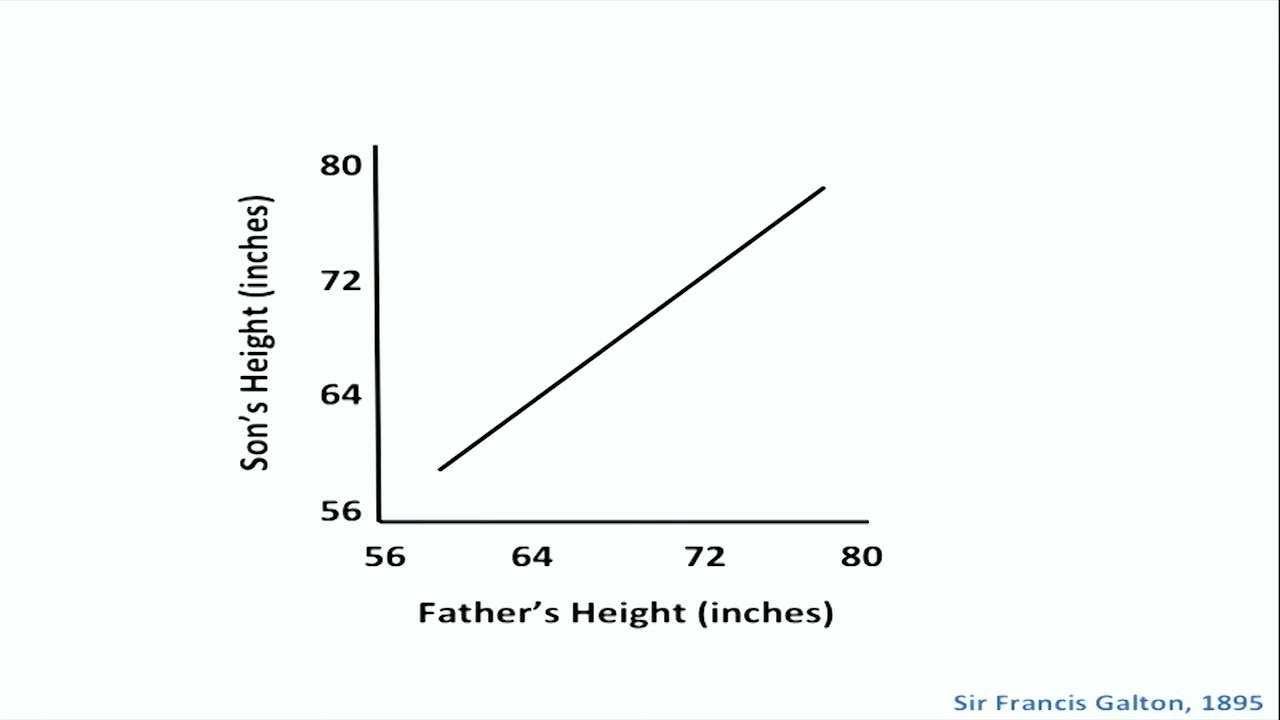 80
72
64
56
Son's Height (inches)
56 64 72 80
Father's Height (inches)
Sir Francis Galton, 1895